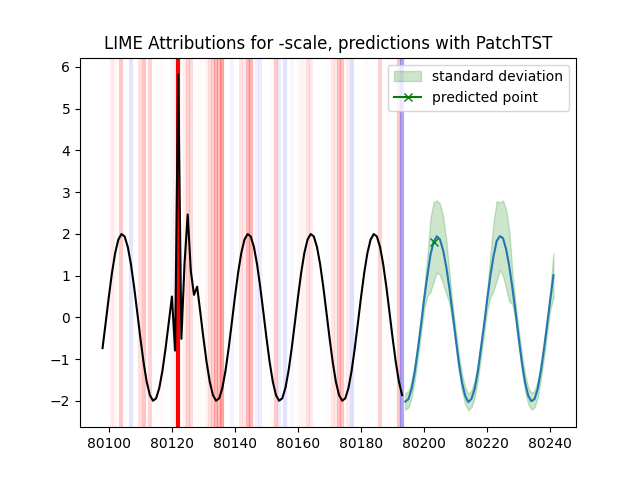 LIME Attributions for -scale, predictions with PatchTST
6
5
4
3
2
1
0
−1
−2
standard deviation
predicted point
80100 80120 80140 80160 80180 80200 80220 80240